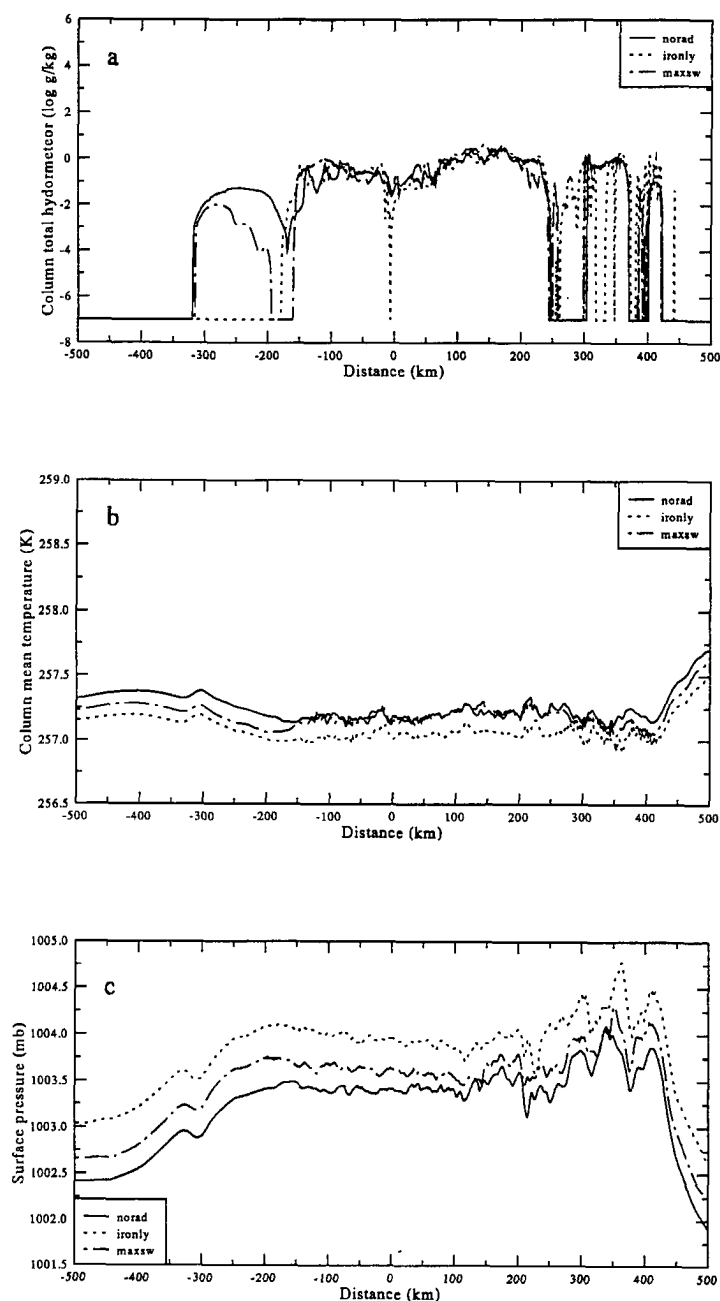 6
4
2
0
-2
-4
-6
-8
Column total hydormeteor (log g/kg)
a
norad
ironly
maxsw
-500 -400 -300 -200 -100 0 100 200 300 400 500
Distance (km)
259.0
258.5
258.0
257.5
257.0
256.5
Column mean temperature (K)
b
norad
ironly
maxsw
-500 -400 -300 -200 -100 0 100 200 300 400 500
Distance (km)
1005.0
1004.5
1004.0
1003.5
1003.0
1002.5
1002.0
1001.5
Surface pressure (mb)
c
norad
ironly
maxsw
-500 -400 -300 -200 -100 0 100 200 300 400 500
Distance (km)